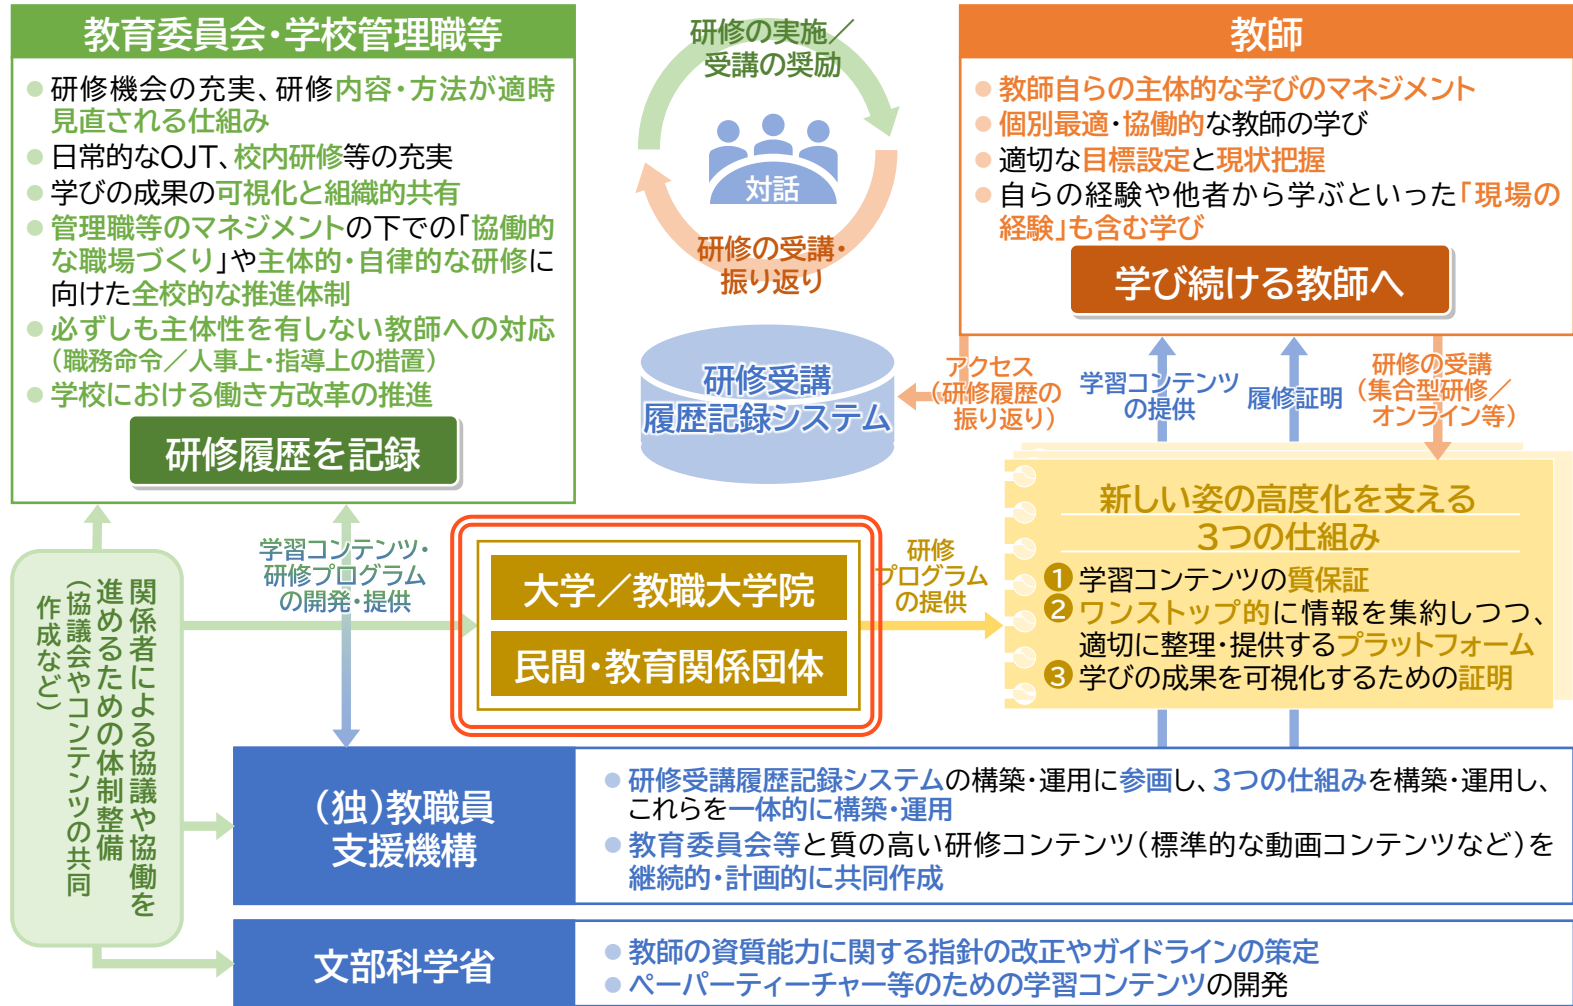 教育委員会・学校管理職等
研修機会の充実、研修内容・方法が適時
見直される仕組み
日常的なOJT、校内研修等の充実
学びの成果の可視化と組織的共有
管理職等のマネジメントの下での「協働的
な職場づくり」や主体的・自律的な研修に
向けた全校的な推進体制
必ずしも主体性を有しない教師への対応
（職務命令／人事上・指導上の措置）
学校における働き方改革の推進
研修履歴を記録
研修の実施／
受講の奨励
対話
研修の受講・
振り返り
研修受講
履歴記録システム
教師
教師自らの主体的な学びのマネジメント
個別最適・協働的な教師の学び
適切な目標設定と現状把握
自らの経験や他者から学ぶといった「現場の
経験」も含む学び
学び続ける教師へ
アクセス
（研修履歴の
振り返り）
学習コンテンツ
の提供
履修証明
研修の受講
（集合型研修／
オンライン等）
新しい姿の高度化を支える
3つの仕組み
❶学習コンテンツの質保証
❷ワンストップ的に情報を集約しつつ、
適切に整理・提供するプラットフォーム
❸学びの成果を可視化するための証明
学習コンテンツ・
研修プログラム
の開発・提供
大学／教職大学院
民間・教育関係団体
研修
プログラム
の提供
関係者による協議や協働を
進めるための体制整備
（協議会やコンテンツの共同
作成など）
（独）教職員
支援機構
研修受講履歴記録システムの構築・運用に参画し、3つの仕組みを構築・運用し、
これらを一体的に構築・運用
教育委員会等と質の高い研修コンテンツ（標準的な動画コンテンツなど）を
継続的・計画的に共同作成
文部科学省
教師の資質能力に関する指針の改正やガイドラインの策定
ペーパーティーチャー等のための学習コンテンツの開発